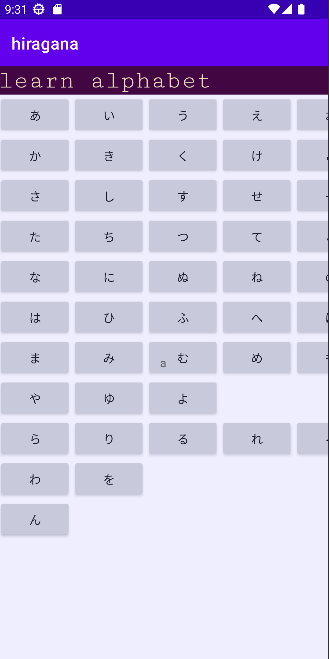 9:31
hiragana
learn alphabet
あ い う え
か き く け
さ し す せ
た ち つ て
な に ぬ ね
は ひ ふ へ
ま み a む め
や ゆ よ
ら り る れ
わ を
ん